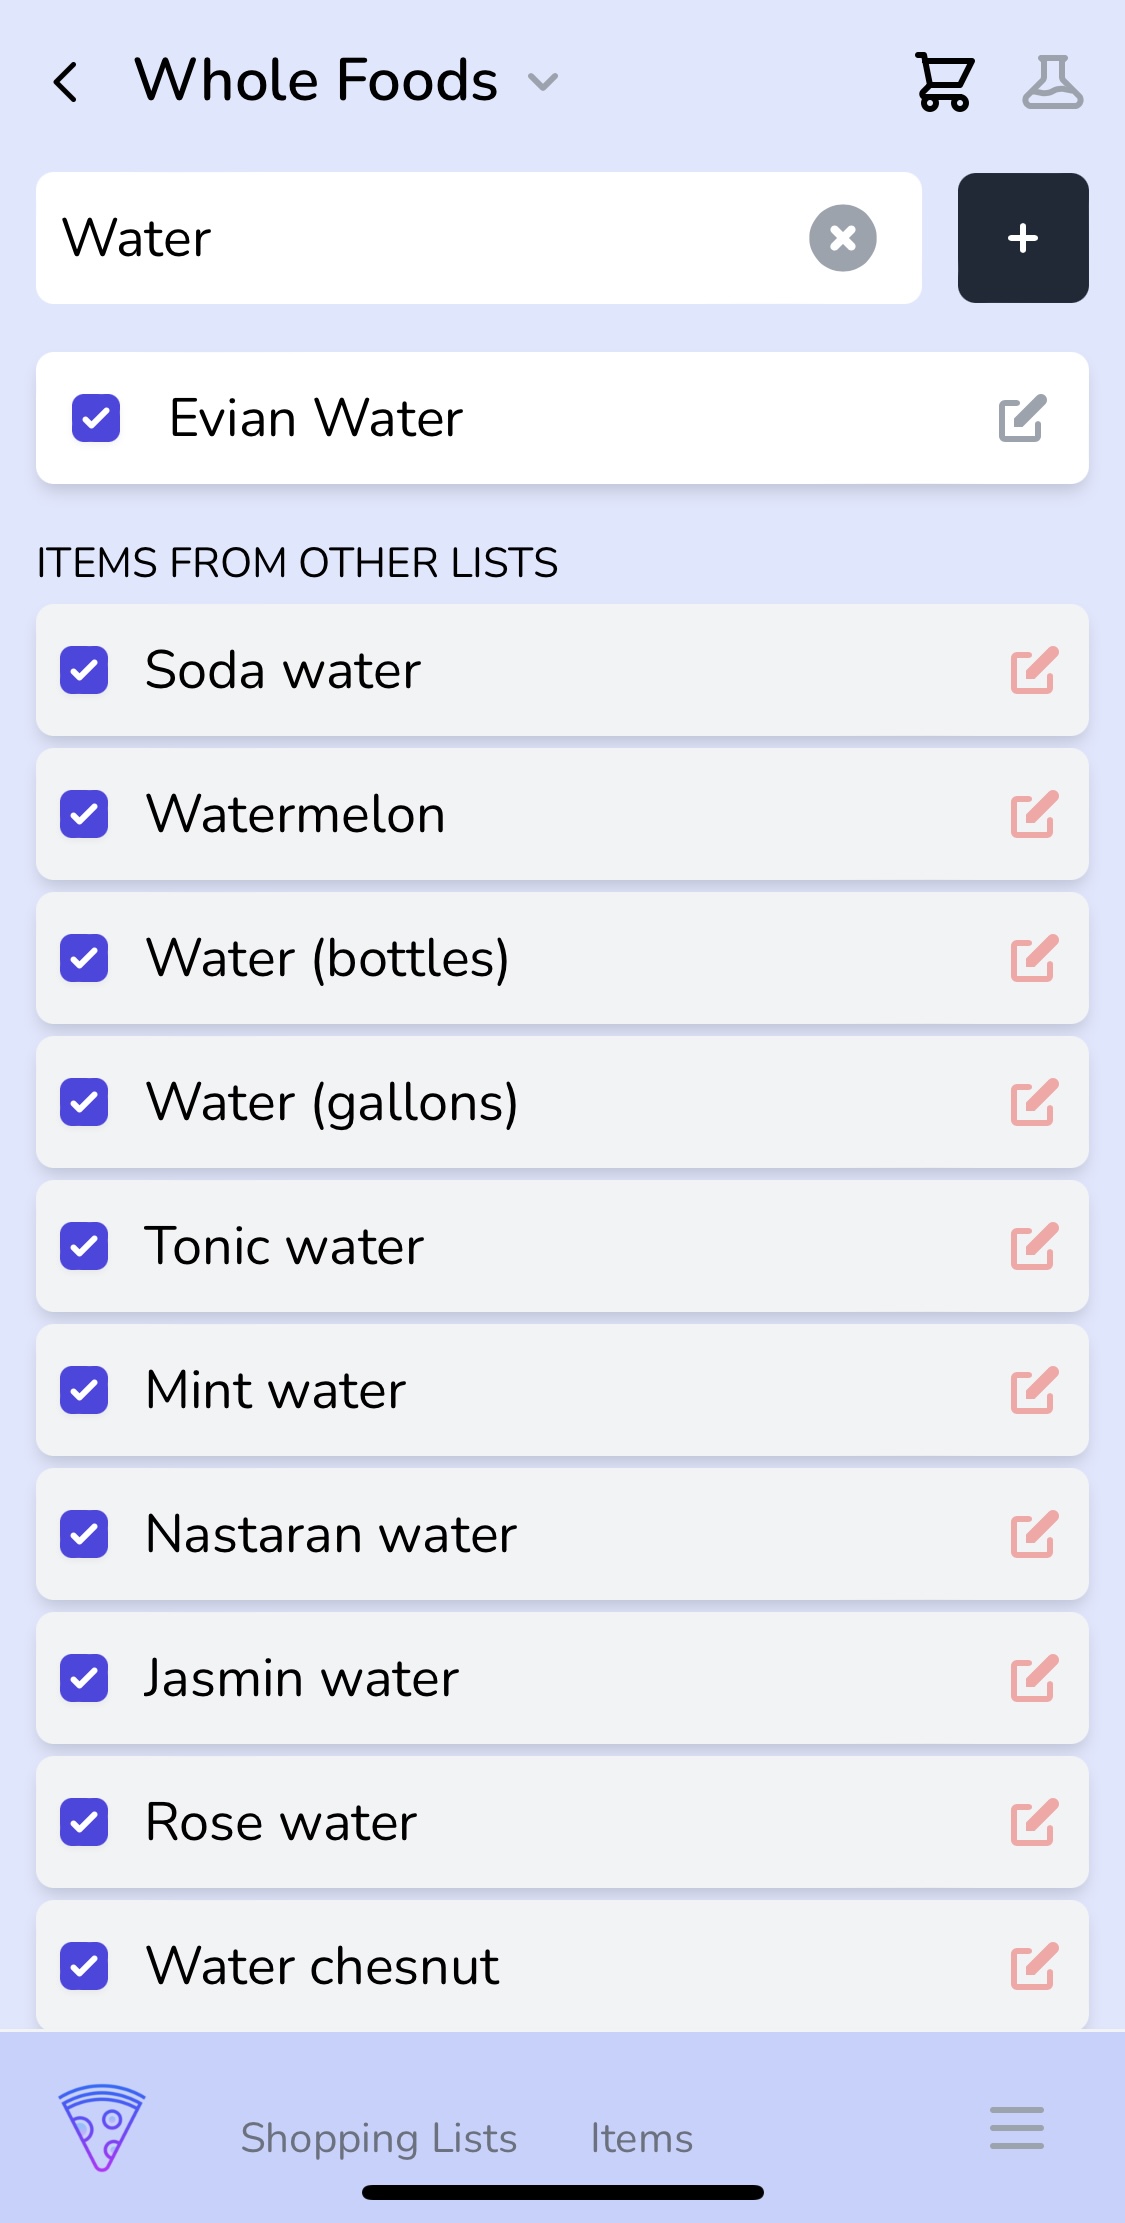 Whole Foods
Water
Evian Water
ITEMS FROM OTHER LISTS
Soda water
Watermelon
Water (bottles)
Water (gallons)
Tonic water
Mint water
Nastaran water
Jasmin water
Rose water
Water chesnut
Shopping Lists Items